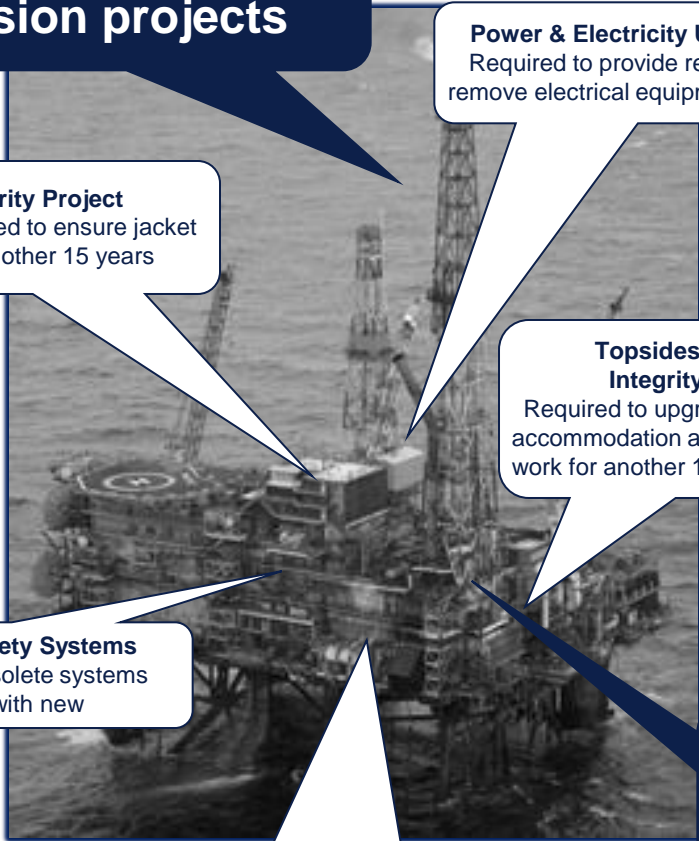 sion projects
Power & Electricity U
Required to provide re
remove electrical equipr
rity Project
ed to ensure jacket
other 15 years
Topsides
Integrity
Required to upgr
accommodation a
work for another 1
ety Systems
solete systems
with new
H